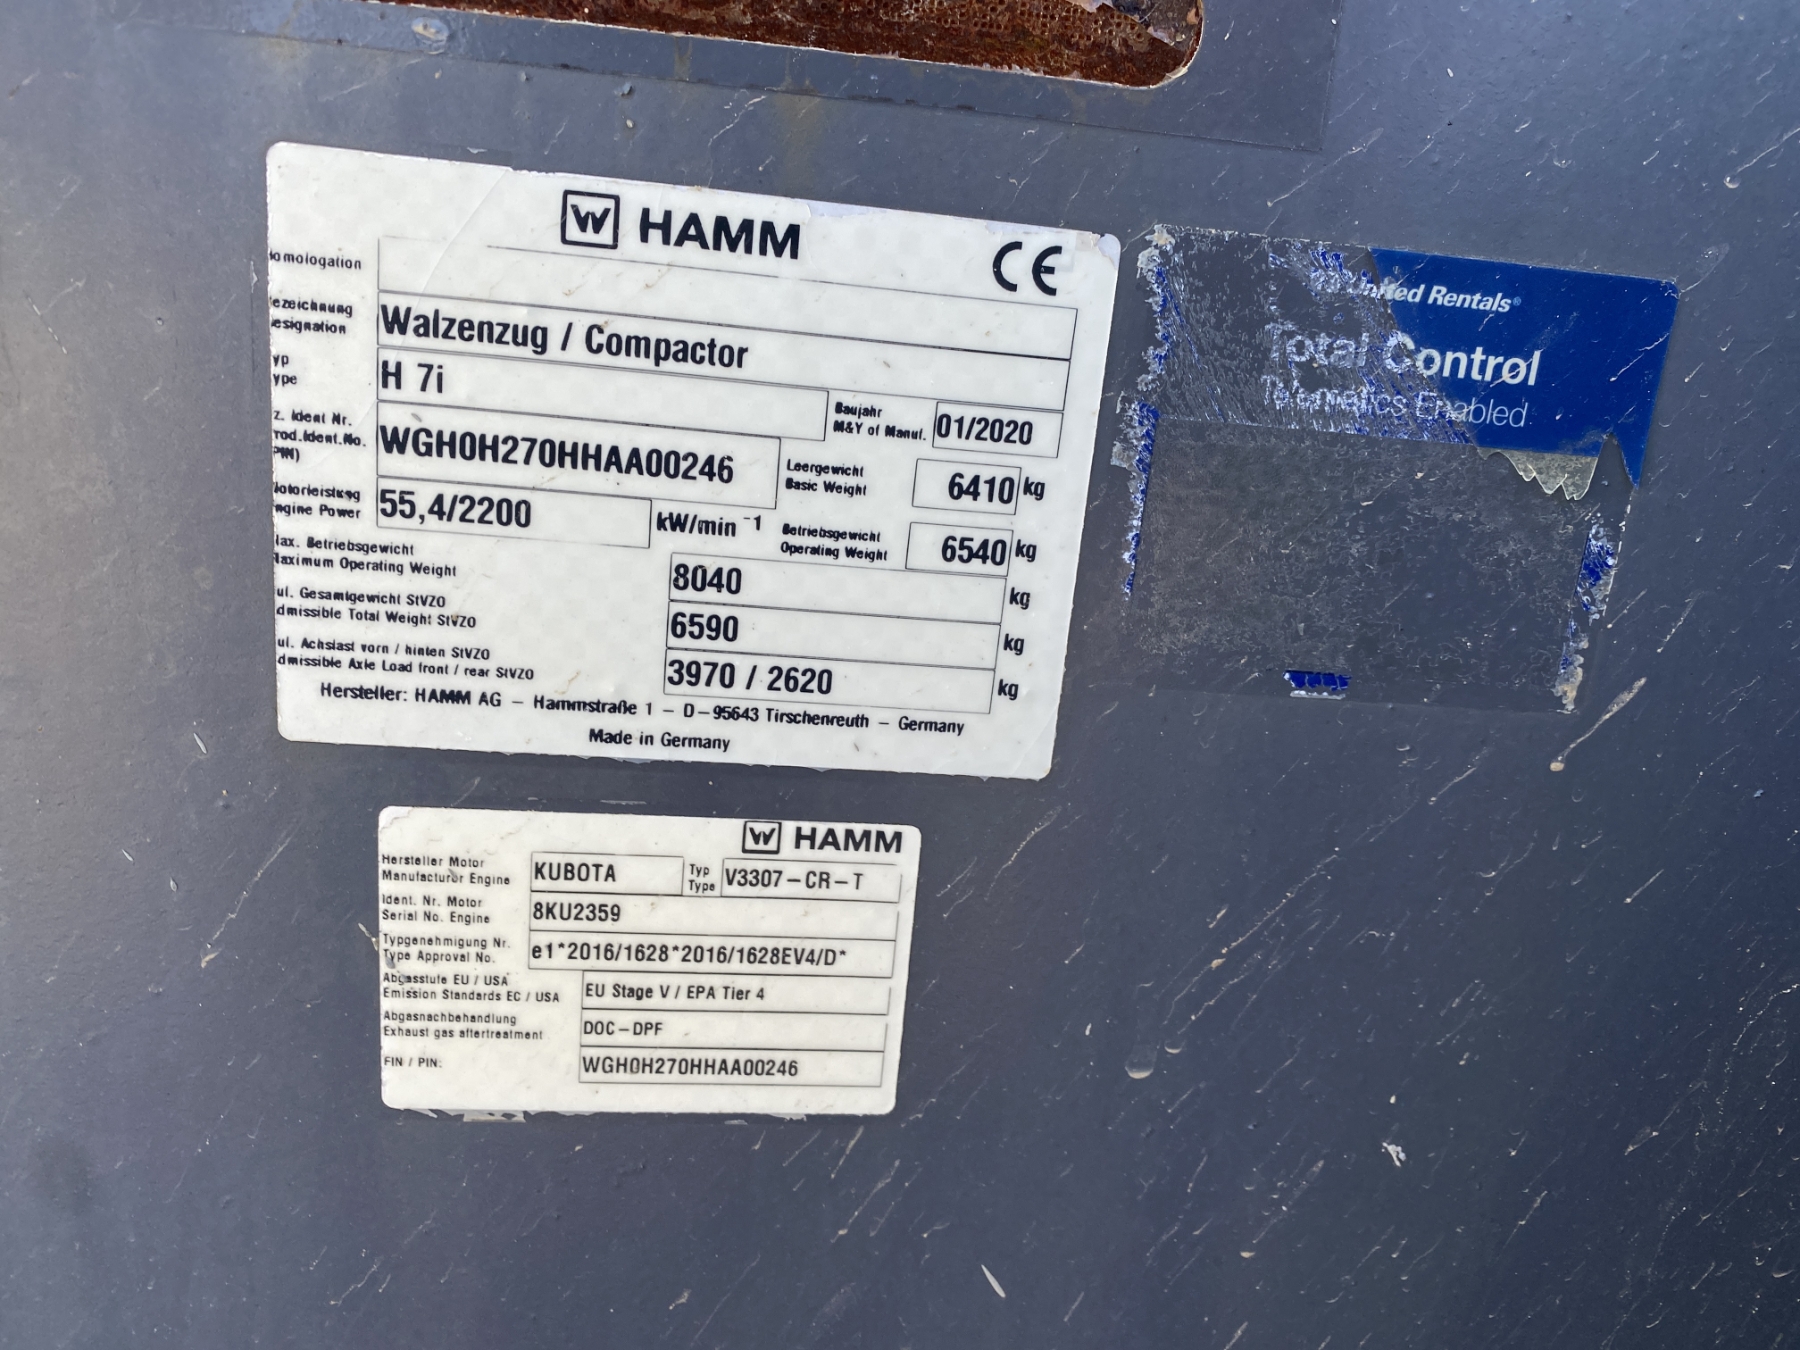 W HAMM
CE
omologation
ezeichnung
esignation
Walzenzug / Compactor
yp
ype
H 7i
Baujahr
M&Y of Manuf.
01/2020
z. Ident Nr.
rod.Ident.No.
PIN)
WGH0H270HHAA00246
Leergewicht
Basic Weight
6410 kg
otorleistung
ngine Power
55,4/2200
kW/min -1
Betriebsgewicht
Operating Weight
6540 kg
ax. Betriebsgewicht
aximum Operating Weight
8040 kg
ul. Gesamtgewicht StVZO
dmissible Total Weight StVZO
6590 kg
ul. Achslast vorn / hinten StVZO
dmissible Axle Load front / rear StVZO
3970 / 2620 kg
Hersteller: HAMM AG – Hammstraße 1 – D-95643 Tirschenreuth – Germany
Made in Germany
United Rentals®
Total Control
Telematics Enabled
W HAMM
Hersteller Motor
Manufacturer Engine
KUBOTA
Typ
Type
V3307-CR-T
Ident. Nr. Motor
Serial No. Engine
8KU2359
Typgenehmigung Nr.
Type Approval No.
e1*2016/1628*2016/1628EV4/D*
Abgasstufe EU / USA
Emission Standards EC / USA
EU Stage V / EPA Tier 4
Abgasnachbehandlung
Exhaust gas aftertreatment
DOC-DPF
FIN / PIN:
WGH0H270HHAA00246